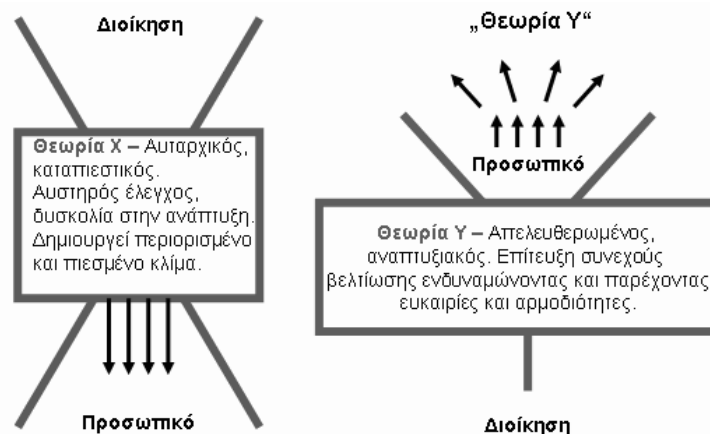 Διοίκηση
Θεωρία Χ – Αυταρχικός,
καταπιεστικός.
Αυστηρός έλεγχος,
δυσκολία στην ανάπτυξη.
Δημιουργεί περιορισμένο
και πιεσμένο κλίμα.
Προσωπικό
„Θεωρία Υ“
Προσωπικό
Θεωρία Υ – Απελευθερωμένος,
αναπτυξιακός. Επίτευξη συνεχούς
βελτίωσης ενδυναμώνοντας και παρέχοντας
ευκαιρίες και αρμοδιότητες.
Διοίκηση